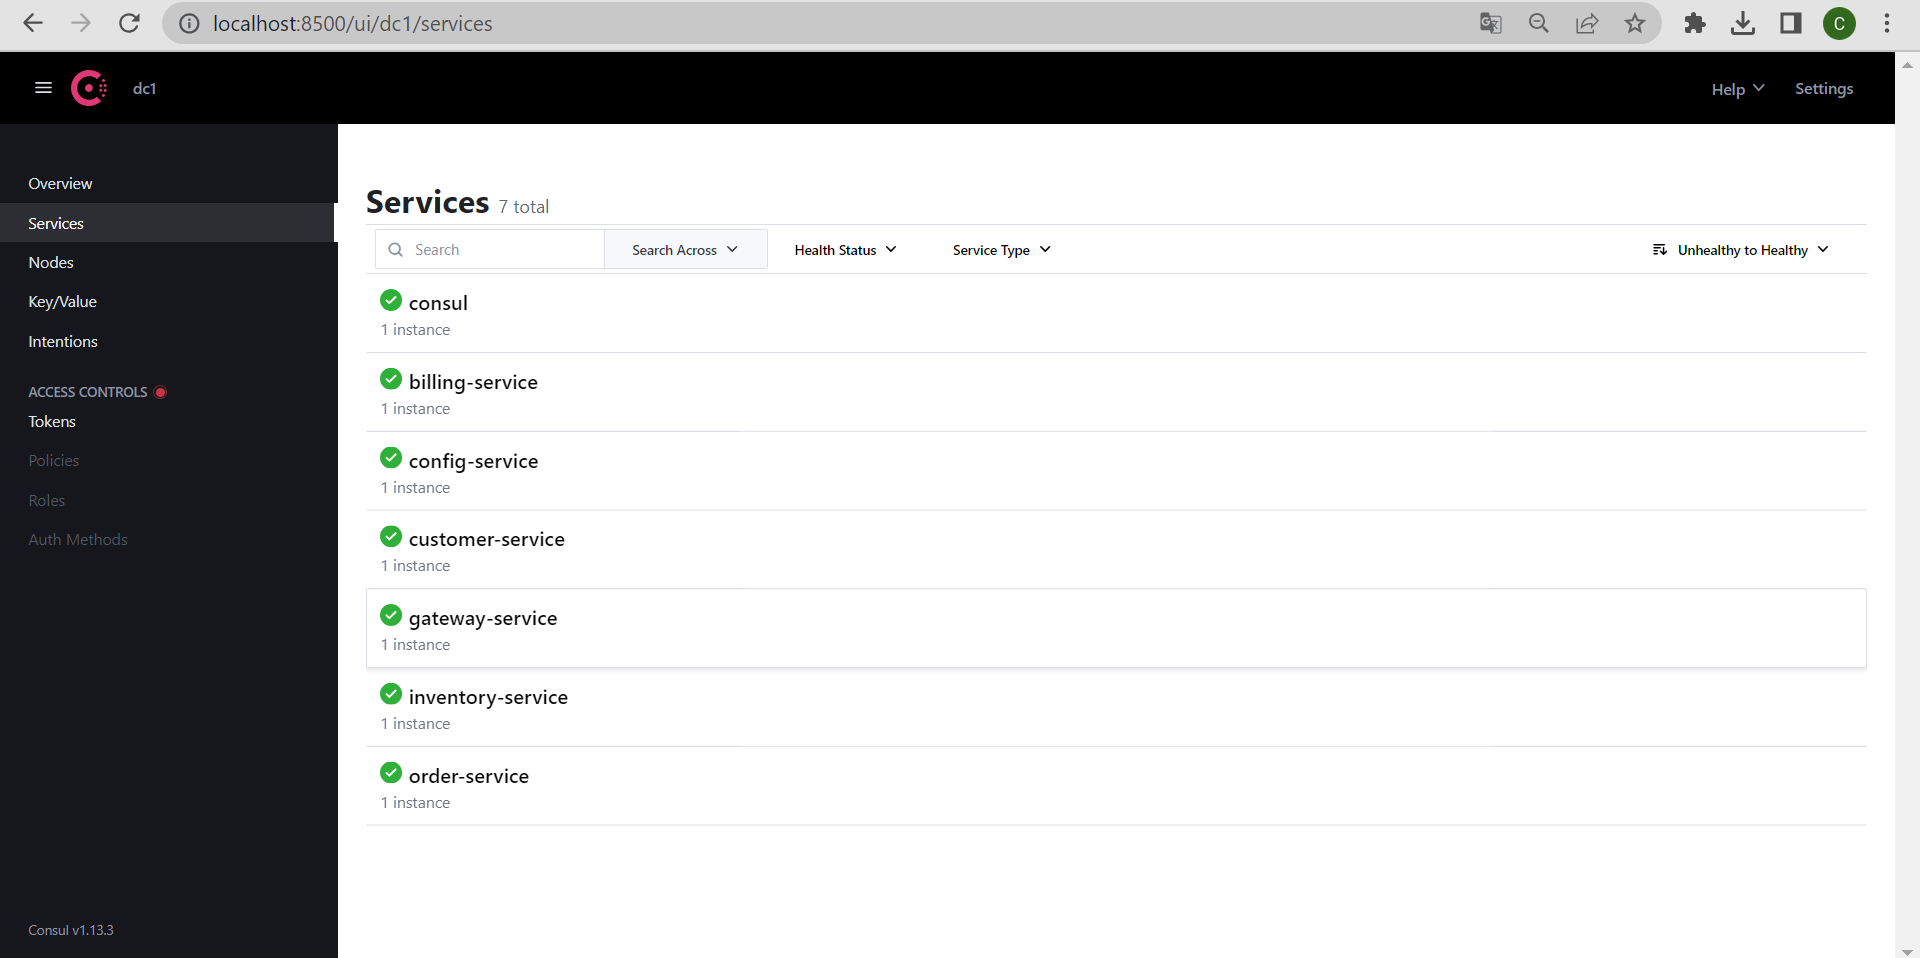 localhost:8500/ui/dc1/services
C
dc1
Help
Settings
Overview
Services
Nodes
Key/Value
Intentions
ACCESS CONTROLS
Tokens
Policies
Roles
Auth Methods
Consul v1.13.3
Services 7 total
Search
Search Across
Health Status
Service Type
Unhealthy to Healthy
consul
1 instance
billing-service
1 instance
config-service
1 instance
customer-service
1 instance
gateway-service
1 instance
inventory-service
1 instance
order-service
1 instance